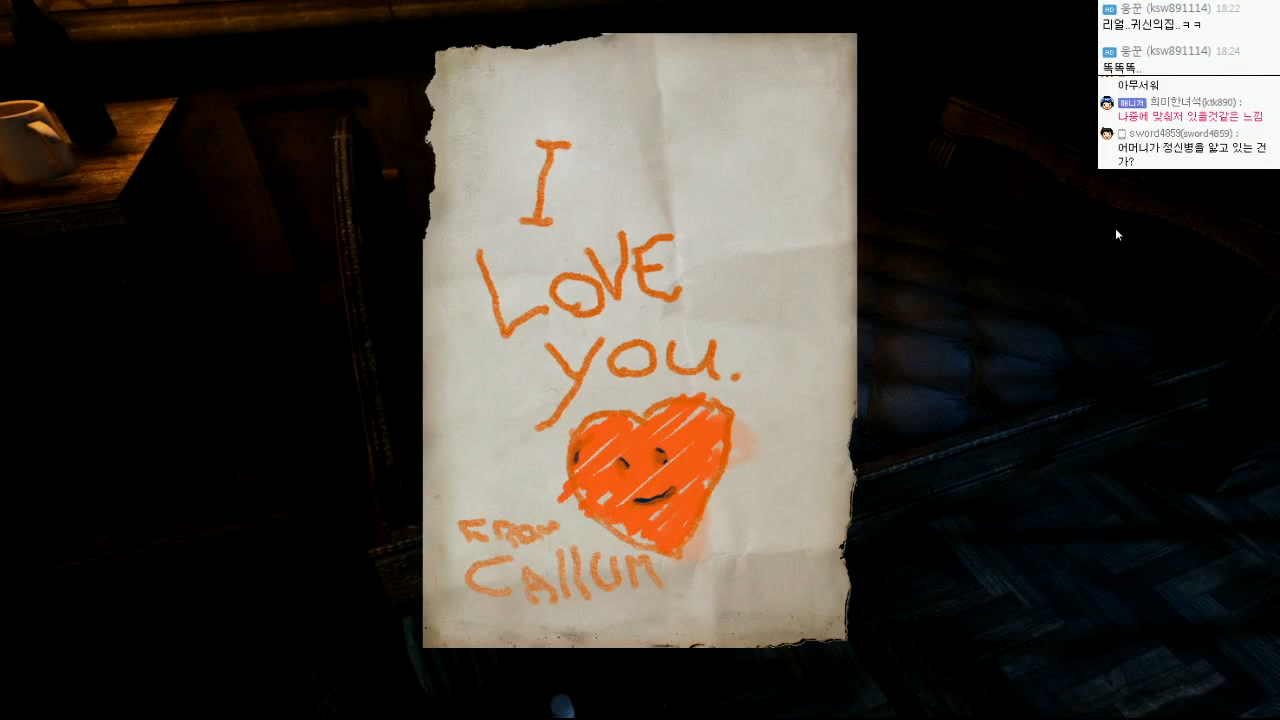 I
LOVE
you.
FROM
CAllUM
AD 웅꾼 (ksw891114) 18:22
리얼..귀신의집..ㅋㅋ
AD 웅꾼 (ksw891114) 18:24
똑똑똑..
아무서워
매니저 희미한녀석(ktk890) :
나중에 맞춰저 있을것같은 느낌
sword4859(sword4859) :
어머니가 정신병을 앓고 있는 건
가?